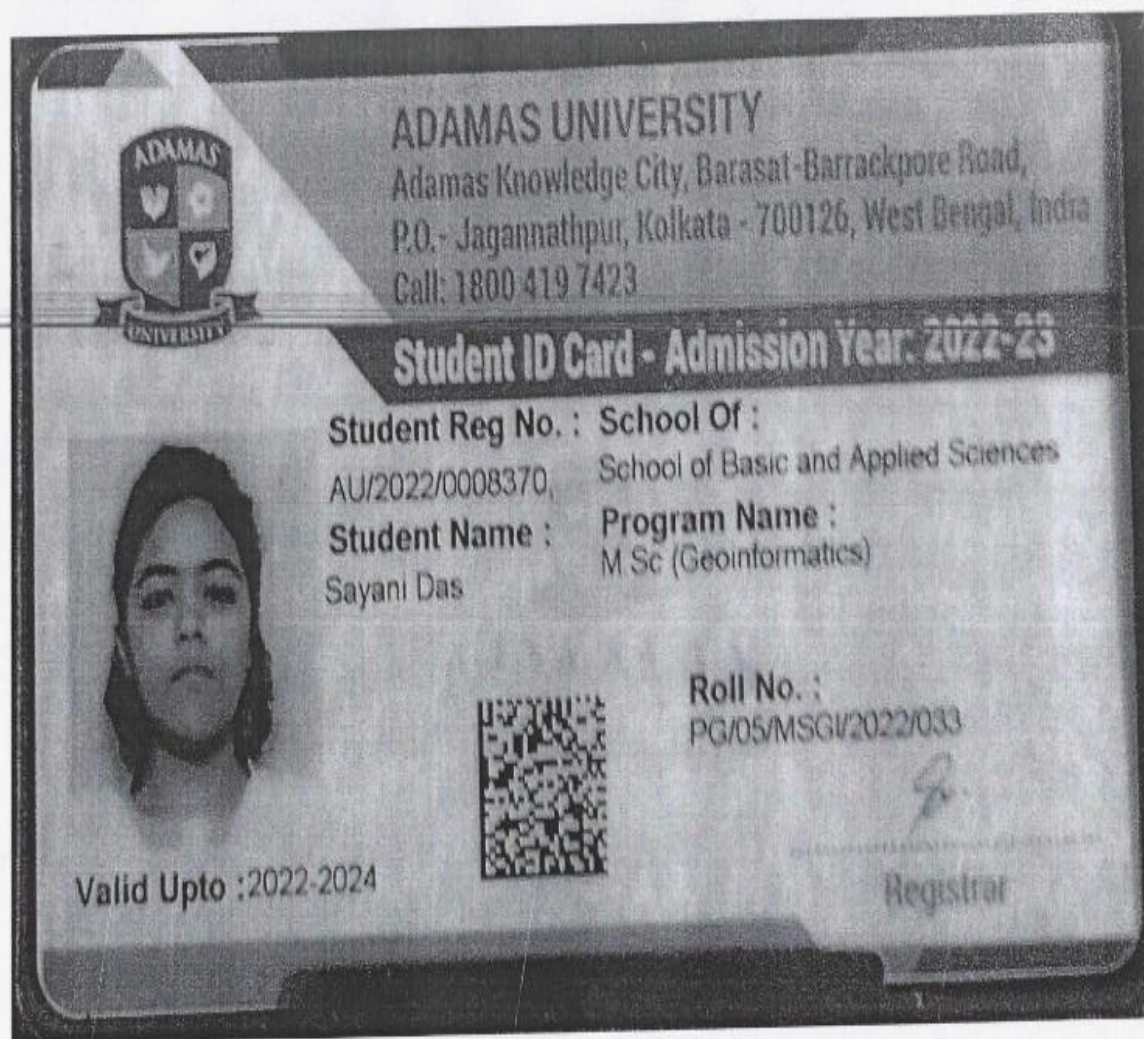 ADAMAS
UNIVERSITY
ADAMAS UNIVERSITY
Adamas Knowledge City, Barasat-Barrackpore Road,
P.O.- Jagannathpur, Kolkata - 700126, West Bengal, India
Call: 1800 419 7423
Student ID Card - Admission Year: 2022-23
Student Reg No. :
AU/2022/0008370,
School Of :
School of Basic and Applied Sciences
Student Name :
Sayani Das
Program Name :
M Sc (Geoinformatics)
Roll No. :
PG/05/MSGI/2022/033
Valid Upto :2022-2024
Registrar